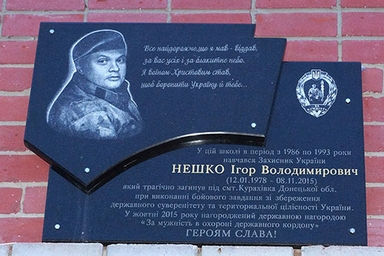 Все найдорожче, що я мав - віддав,
за вас усіх і за блакитне небо.
Я воїном Христовим став,
щоб боронити Україну й тебе...
У цій школі в період з 1986 по 1993 роки
навчався Захисник України
НЕШКО Ігор Володимирович
(12.01.1978 - 08.11.2015)
який трагічно загинув під смт. Курахівка Донецької обл.
при виконанні бойового завдання зі збереження
державного суверенітету та територіальної цілісності України.
У жовтні 2015 року нагороджений державною нагородою
«За мужність в охороні державного кордону»
ГЕРОЯМ СЛАВА!